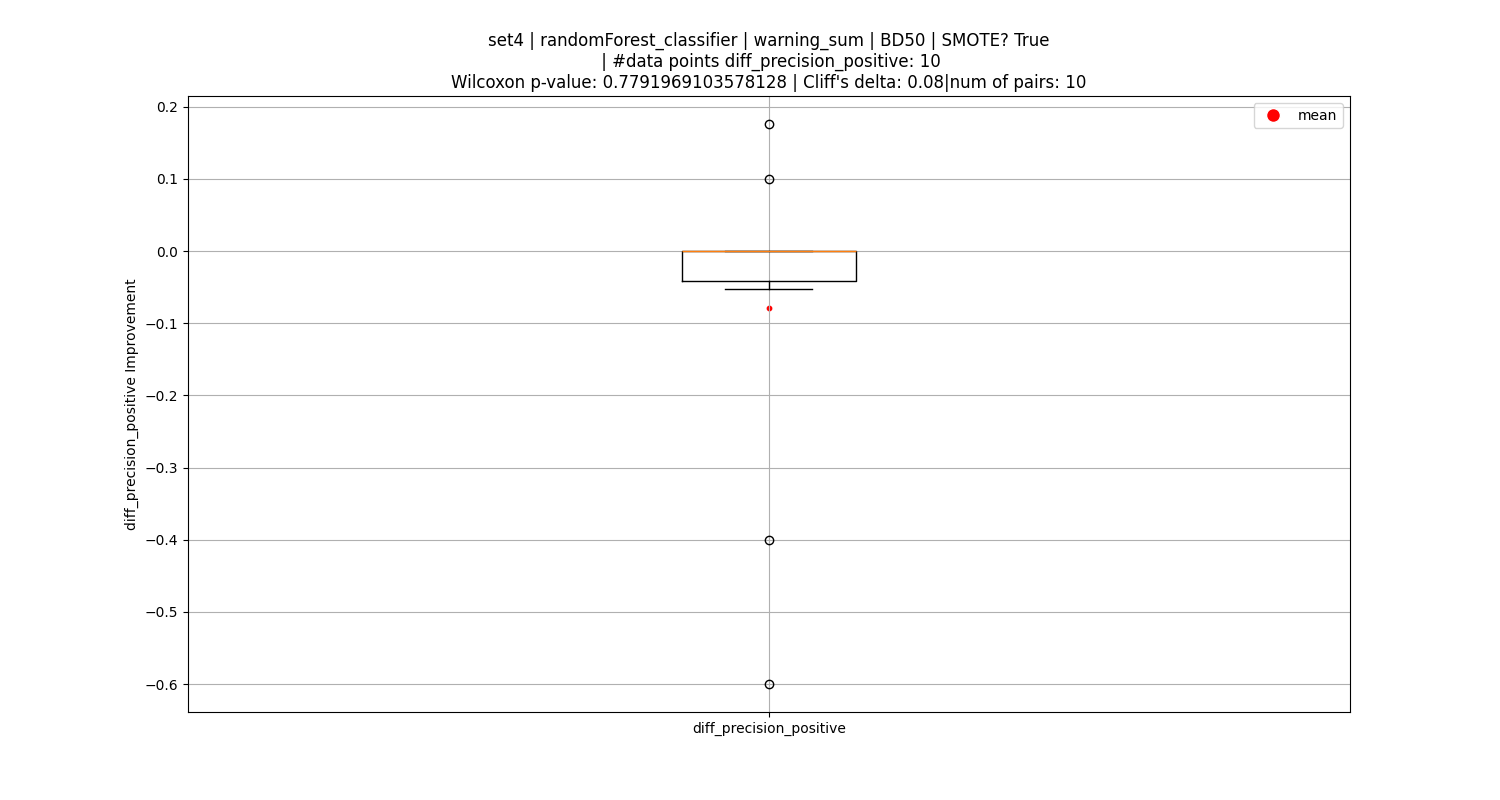 set4 | randomForest_classifier | warning_sum | BD50 | SMOTE? True
| #data points diff_precision_positive: 10
Wilcoxon p-value: 0.7791969103578128 | Cliff's delta: 0.08|num of pairs: 10
mean
0.2
0.1
0.0
−0.1
−0.2
−0.3
−0.4
−0.5
−0.6
diff_precision_positive Improvement
diff_precision_positive